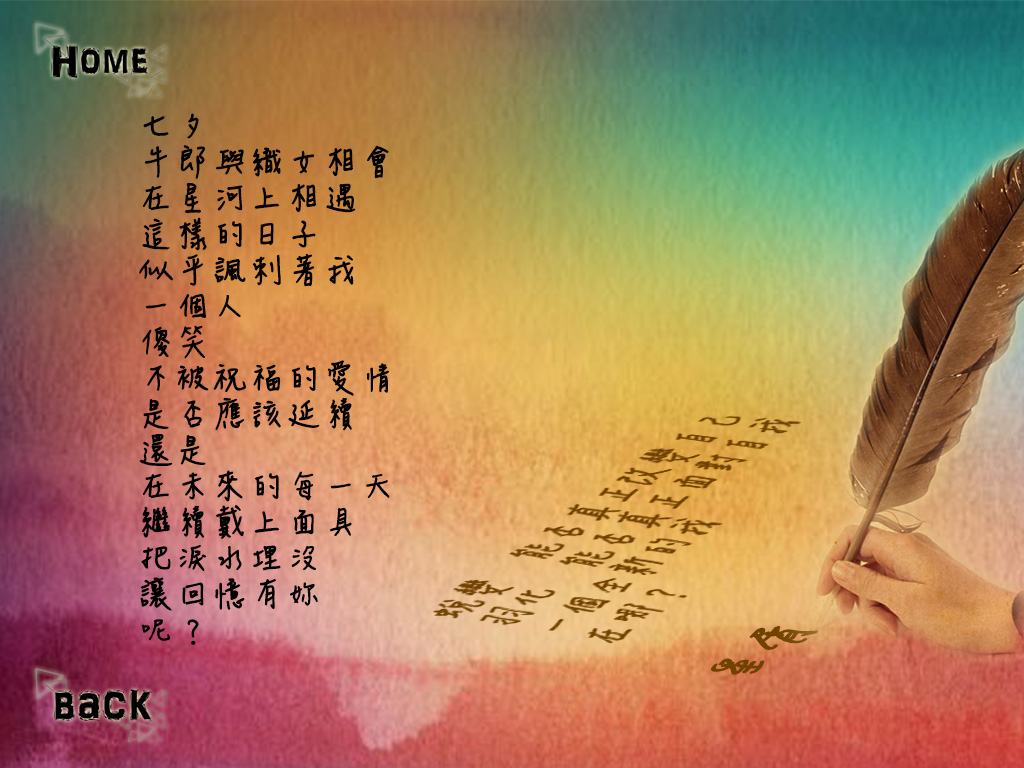 HOME
七夕
牛郎與織女相會
在星河上相遇
這樣的日子
似乎諷刺著我
一個人
傻笑
不被祝福的愛情
是否應該延續
還是
在未來的每一天
繼續戴上面具
把淚水埋沒
讓回憶有妳
呢？
蛻變 能否真正改變自己
羽化 能否真正面對自我
一個全新的我
在哪？
BACK